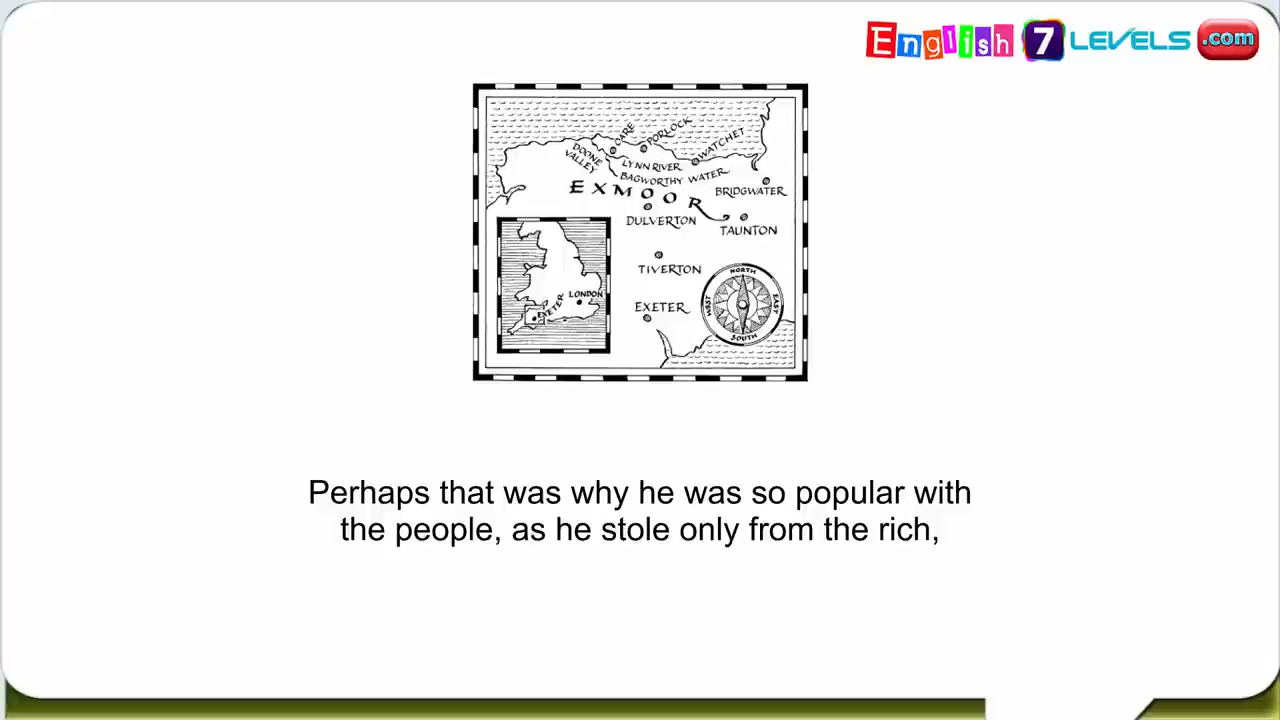 English 7 LEVELS .com
OARE
PORLOCK
WATCHET
DOONE
VALLEY
LYNN RIVER
BAGWORTHY WATER
BRIDGWATER
EXMOOR
DULVERTON
TAUNTON
TIVERTON
EXETER
LONDON
EXETER
NORTH
WEST
EAST
SOUTH
Perhaps that was why he was so popular with
the people, as he stole only from the rich,